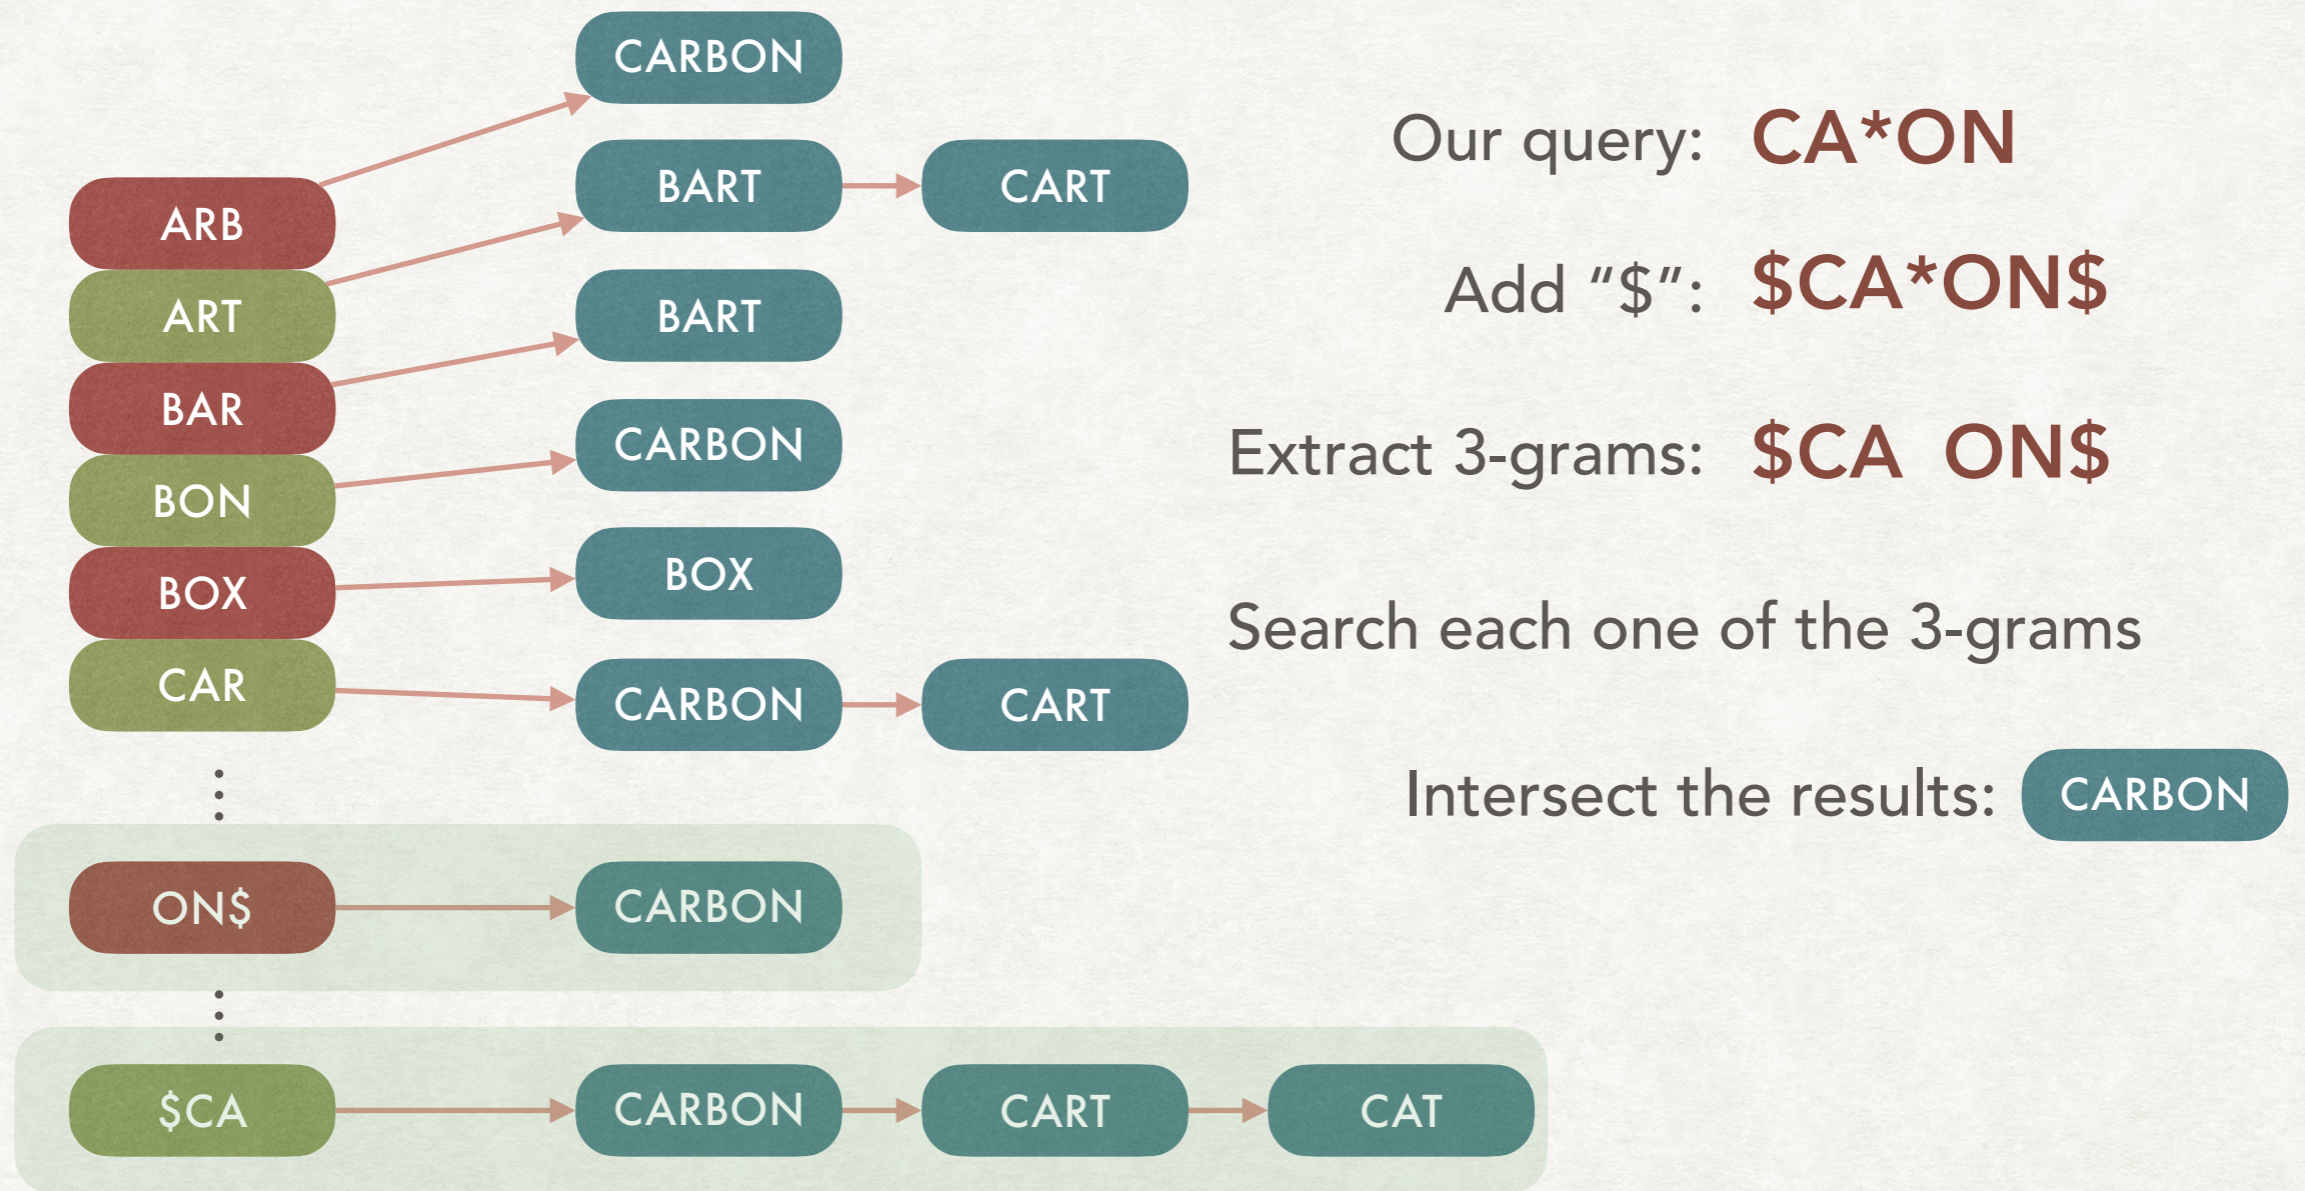 ARB
ART
BAR
BON
BOX
CAR
ON$
$CA
CARBON
BART CART
BART
CARBON
BOX
CARBON CART
CARBON
CARBON CART CAT
Our query: CA*ON
Add “$”: $CA*ON$
Extract 3-grams: $CA ON$
Search each one of the 3-grams
Intersect the results: CARBON